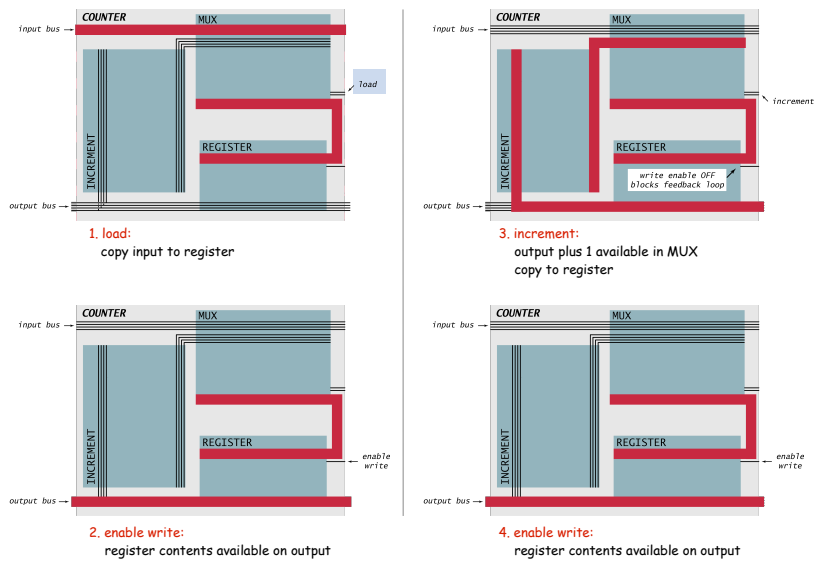 COUNTER
MUX
input bus
load
INCREMENT
REGISTER
output bus
1. load:
copy input to register
COUNTER
MUX
input bus
increment
INCREMENT
REGISTER
write enable OFF
blocks feedback loop
output bus
3. increment:
output plus 1 available in MUX
copy to register
COUNTER
MUX
input bus
INCREMENT
REGISTER
enable
write
output bus
2. enable write:
register contents available on output
COUNTER
MUX
input bus
INCREMENT
REGISTER
enable
write
output bus
4. enable write:
register contents available on output